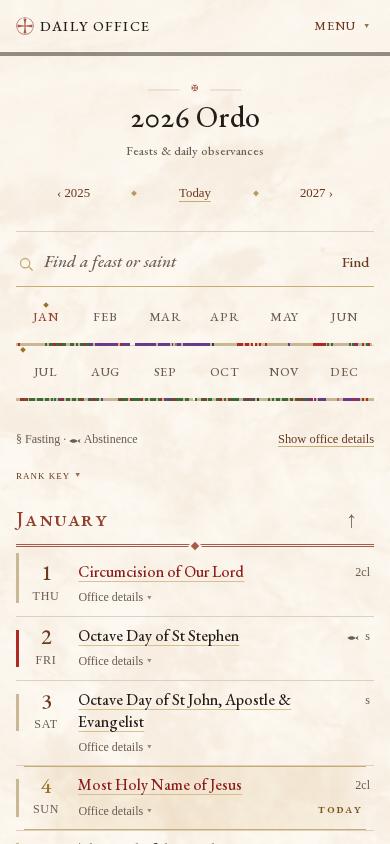 DAILY OFFICE
MENU ▼
2026 Ordo
Feasts & daily observances
‹ 2025
Today
2027 ›
Find a feast or saint
Find
JAN FEB MAR APR MAY JUN
JUL AUG SEP OCT NOV DEC
§ Fasting · Abstinence
Show office details
RANK KEY ▼
JANUARY ↑
1 Circumcision of Our Lord 2cl
THU Office details ▼
2 Octave Day of St Stephen s
FRI Office details ▼
3 Octave Day of St John, Apostle & s
Evangelist
SAT
Office details ▼
4 Most Holy Name of Jesus 2cl
SUN Office details ▼ TODAY